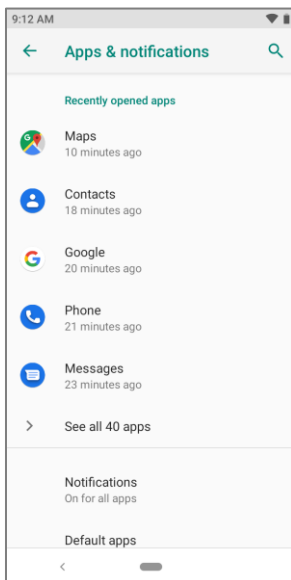 9:12 AM
Apps & notifications
Recently opened apps
Maps
10 minutes ago
Contacts
18 minutes ago
Google
20 minutes ago
Phone
21 minutes ago
Messages
23 minutes ago
See all 40 apps
Notifications
On for all apps
Default apps